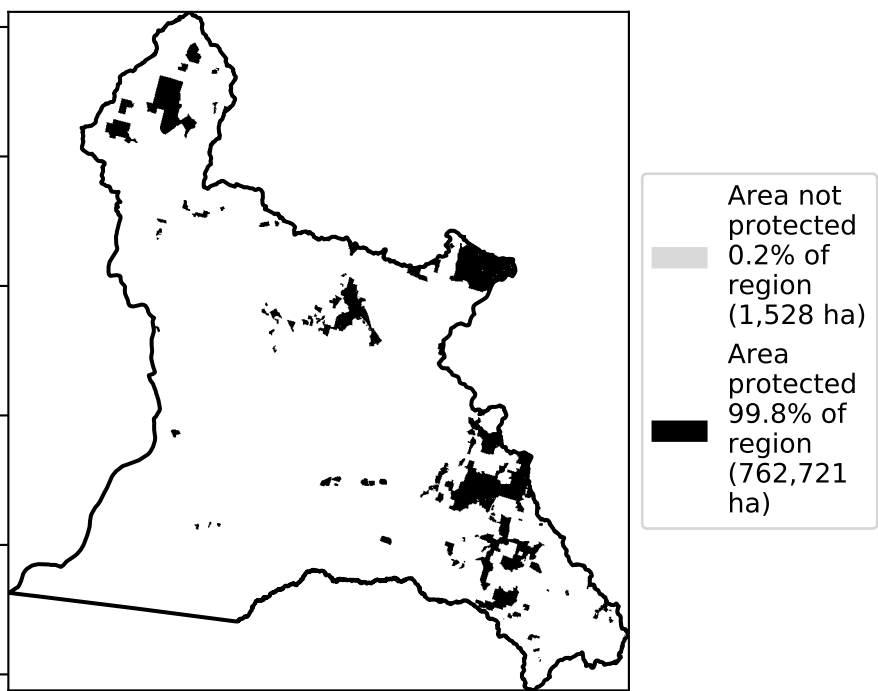 Area not
protected
0.2% of
region
(1,528 ha)
Area
protected
99.8% of
region
(762,721
ha)